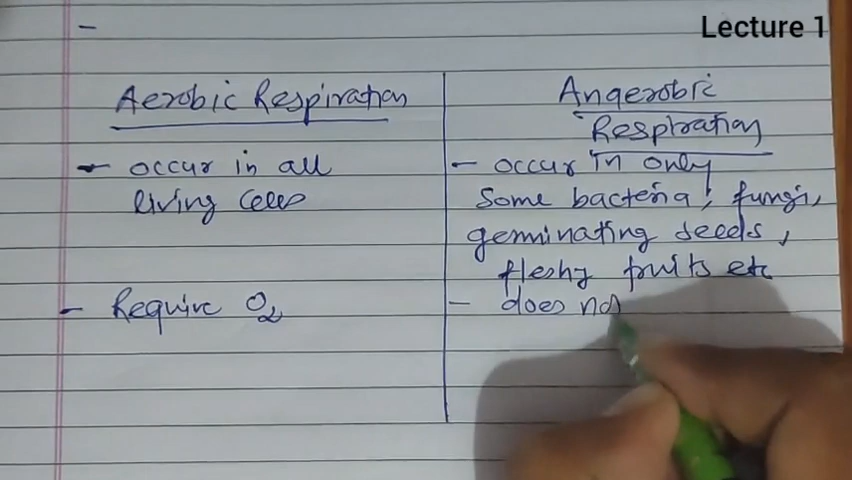 Lecture 1
Aerobic Respiration
- occur in all
living cells
- Require O2
Anaerobic
Respiration
- occur in only
Some bacteria, fungi,
germinating seeds,
fleshy fruits etc
- does not